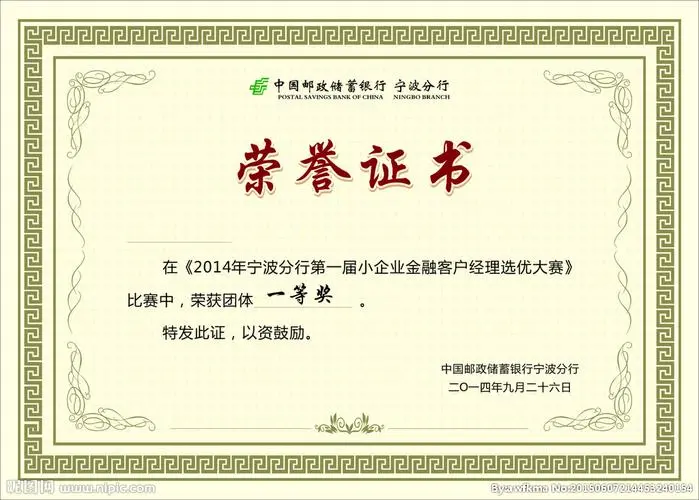 中国邮政储蓄银行 宁波分行
POSTAL SAVINGS BANK OF CHINA NINGBO BRANCH
荣誉证书
在《2014年宁波分行第一届小企业金融客户经理选优大赛》
比赛中，荣获团体 一等奖 。
特发此证，以资鼓励。
中国邮政储蓄银行宁波分行
二〇一四年九月二十六日
昵图网 www.nipic.com
By:awfkma No:20150607214453240154